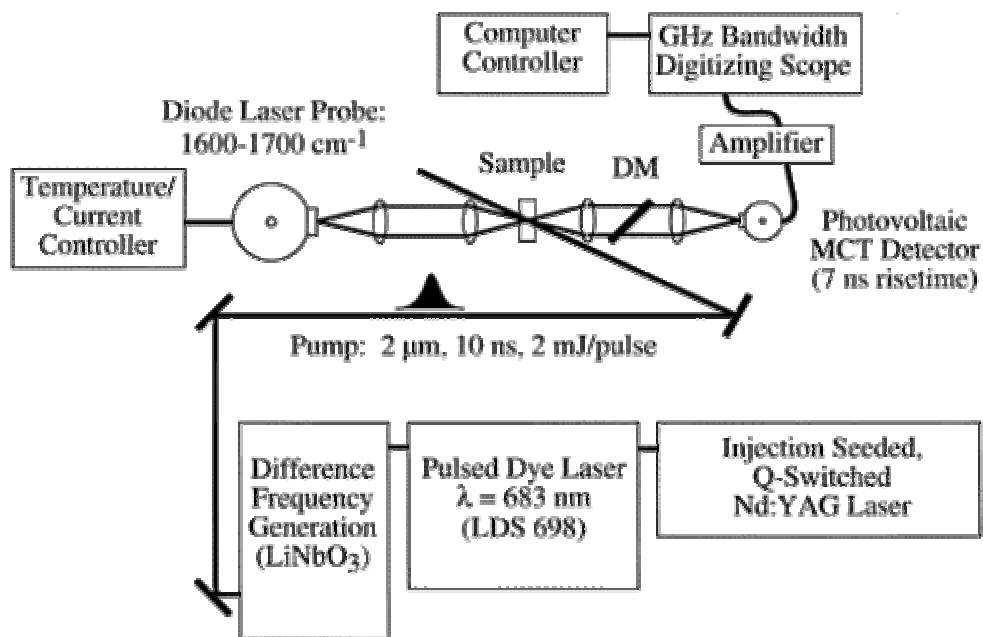 Computer
Controller
GHz Bandwidth
Digitizing Scope
Diode Laser Probe:
1600-1700 cm⁻¹
Amplifier
Sample
DM
Temperature/
Current
Controller
Photovoltaic
MCT Detector
(7 ns risetime)
Pump: 2 μm, 10 ns, 2 mJ/pulse
Difference
Frequency
Generation
(LiNbO₃)
Pulsed Dye Laser
λ = 683 nm
(LDS 698)
Injection Seeded,
Q-Switched
Nd:YAG Laser